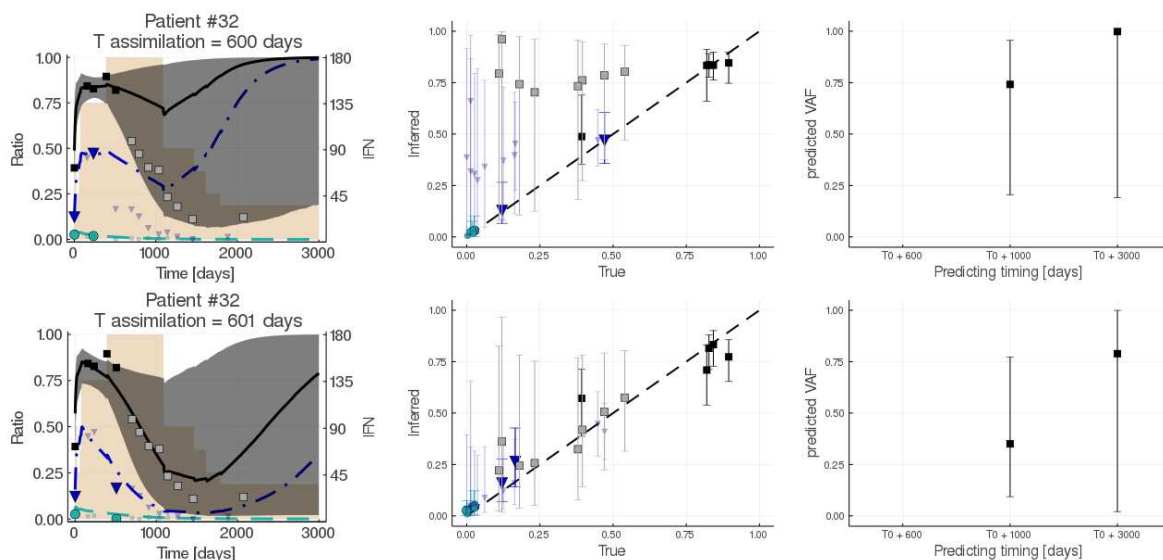 Patient #32
T assimilation = 600 days
1.00
0.75
0.50
0.25
0.00
Ratio
180
135
90
45
IFN
0
1000
2000
3000
Time [days]
1.00
0.75
0.50
0.25
0.00
Inferred
0.00
0.25
0.50
0.75
1.00
True
1.00
0.75
0.50
0.25
0.00
predicted VAF
T0 + 600
T0 + 1000
T0 + 3000
Predicting timing [days]
Patient #32
T assimilation = 601 days
1.00
0.75
0.50
0.25
0.00
Ratio
180
135
90
45
IFN
0
1000
2000
3000
Time [days]
1.00
0.75
0.50
0.25
0.00
Inferred
0.00
0.25
0.50
0.75
1.00
True
1.00
0.75
0.50
0.25
0.00
predicted VAF
T0 + 600
T0 + 1000
T0 + 3000
Predicting timing [days]